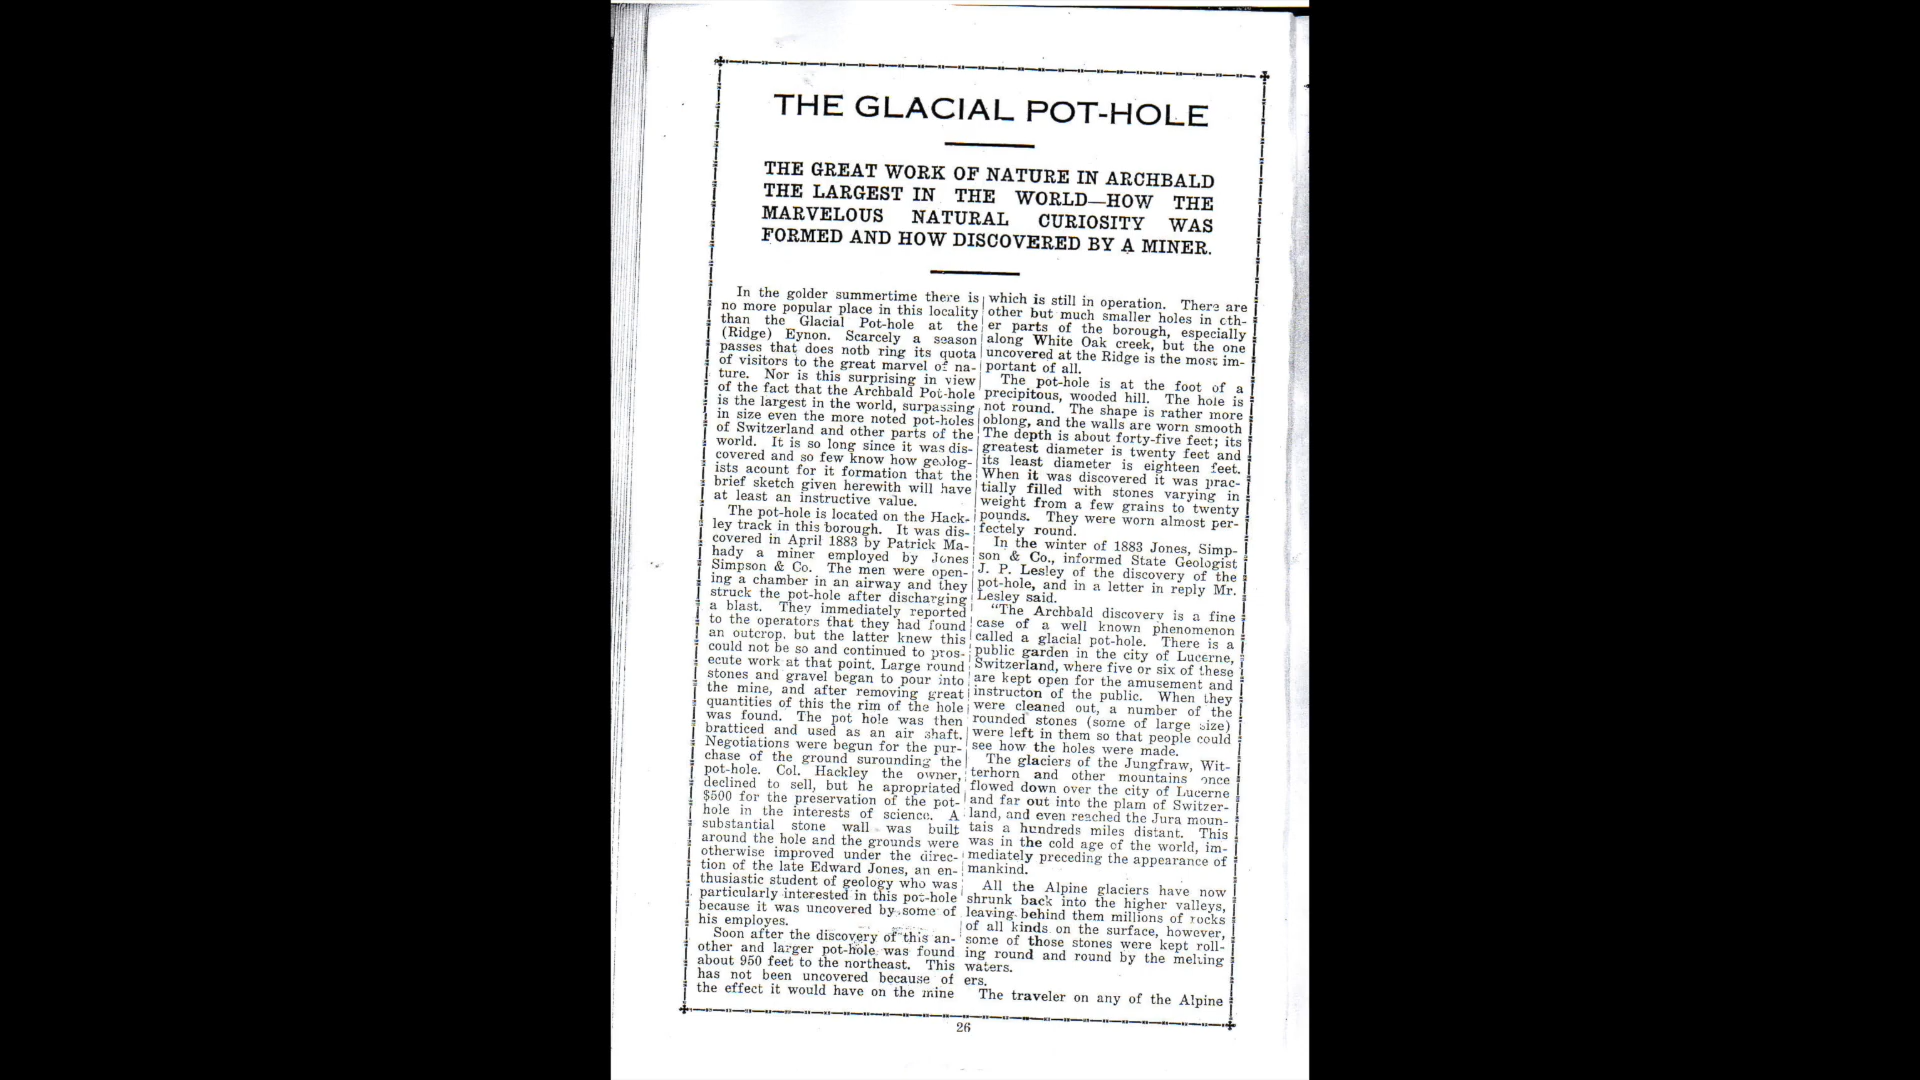 THE GLACIAL POT-HOLE
THE GREAT WORK OF NATURE IN ARCHBALD
THE LARGEST IN THE WORLD—HOW THE
MARVELOUS NATURAL CURIOSITY WAS
FORMED AND HOW DISCOVERED BY A MINER.
In the golder summertime there is
no more popular place in this locality
than the Glacial Pot-hole at the
(Ridge) Eynon. Scarcely a season
passes that does notb ring its quota
of visitors to the great marvel of na-
ture. Nor is this surprising in view
of the fact that the Archbald Pot-hole
is the largest in the world, surpassing
in size even the more noted pot-holes
of Switzerland and other parts of the
world. It is so long since it was dis-
covered and so few know how geolog-
ists acount for it formation that the
brief sketch given herewith will have
at least an instructive value.
The pot-hole is located on the Hack-
ley track in this borough. It was dis-
covered in April 1883 by Patrick Ma-
hady a miner employed by Jones
Simpson & Co. The men were open-
ing a chamber in an airway and they
struck the pot-hole after discharging
a blast. They immediately reported
to the operators that they had found
an outcrop, but the latter knew this
could not be so and continued to pros-
ecute work at that point. Large round
stones and gravel began to pour into
the mine, and after removing great
quantities of this the rim of the hole
was found. The pot hole was then
bratticed and used as an air shaft.
Negotiations were begun for the pur-
chase of the ground surounding the
pot-hole. Col. Hackley the owner,
declined to sell, but he apropriated
$500 for the preservation of the pot-
hole in the interests of science. A
substantial stone wall was built
around the hole and the grounds were
otherwise improved under the direc-
tion of the late Edward Jones, an en-
thusiastic student of geology who was
particularly interested in this pot-hole
because it was uncovered by some of
his employes.
Soon after the discovery of this an-
other and larger pot-hole was found
about 950 feet to the northeast. This
has not been uncovered because of
the effect it would have on the mine
which is still in operation. There are
other but much smaller holes in oth-
er parts of the borough, especially
along White Oak creek, but the one
uncovered at the Ridge is the most im-
portant of all.
The pot-hole is at the foot of a
precipitous, wooded hill. The hole is
not round. The shape is rather more
oblong, and the walls are worn smooth
The depth is about forty-five feet; its
greatest diameter is twenty feet and
its least diameter is eighteen feet.
When it was discovered it was prac-
tially filled with stones varying in
weight from a few grains to twenty
pounds. They were worn almost per-
fectely round.
In the winter of 1883 Jones, Simp-
son & Co., informed State Geologist
J. P. Lesley of the discovery of the
pot-hole, and in a letter in reply Mr.
Lesley said.
"The Archbald discovery is a fine
case of a well known phenomenon
called a glacial pot-hole. There is a
public garden in the city of Lucerne,
Switzerland, where five or six of these
are kept open for the amusement and
instructon of the public. When they
were cleaned out, a number of the
rounded stones (some of large size)
were left in them so that people could
see how the holes were made.
The glaciers of the Jungfraw, Wit-
terhorn and other mountains once
flowed down over the city of Lucerne
and far out into the plam of Switzer-
land, and even reached the Jura moun-
tais a hundreds miles distant. This
was in the cold age of the world, im-
mediately preceding the appearance of
mankind.
All the Alpine glaciers have now
shrunk back into the higher valleys,
leaving behind them millions of rocks
of all kinds on the surface, however,
some of those stones were kept roll-
ing round and round by the melting
waters.
ers.
The traveler on any of the Alpine
26